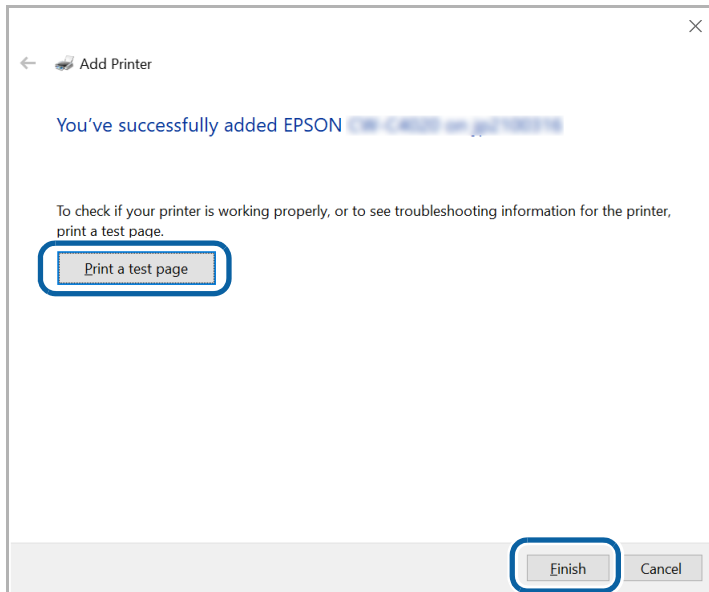 Add Printer
You've successfully added EPSON
To check if your printer is working properly, or to see troubleshooting information for the printer,
print a test page.
Print a test page
Finish Cancel